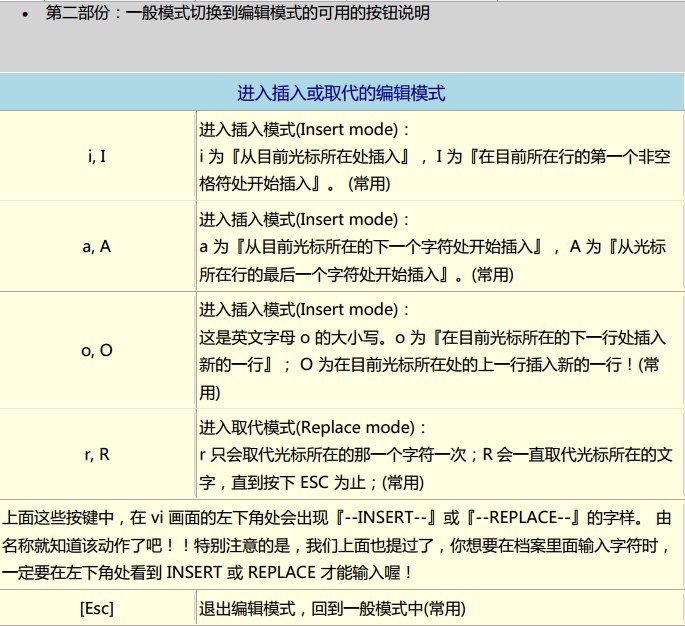 • 第二部份：一般模式切换到编辑模式的可用的按钮说明
进入插入或取代的编辑模式
i, I
进入插入模式(Insert mode)：
i 为『从目前光标所在处插入』， I 为『在目前所在行的第一个非空
格符处开始插入』。 (常用)
a, A
进入插入模式(Insert mode)：
a 为『从目前光标所在的下一个字符处开始插入』， A 为『从光标
所在行的最后一个字符处开始插入』。(常用)
o, O
进入插入模式(Insert mode)：
这是英文字母 o 的大小写。o 为『在目前光标所在的下一行处插入
新的一行』； O 为在目前光标所在处的上一行插入新的一行！(常
用)
r, R
进入取代模式(Replace mode)：
r 只会取代光标所在的那一个字符一次；R 会一直取代光标所在的文
字，直到按下 ESC 为止；(常用)
上面这些按键中，在 vi 画面的左下角处会出现『--INSERT--』或『--REPLACE--』的字样。 由
名称就知道该动作了吧！！特别注意的是，我们上面也提过了，你想要在档案里面输入字符时，
一定要在左下角处看到 INSERT 或 REPLACE 才能输入喔！
[Esc]
退出编辑模式，回到一般模式中(常用)